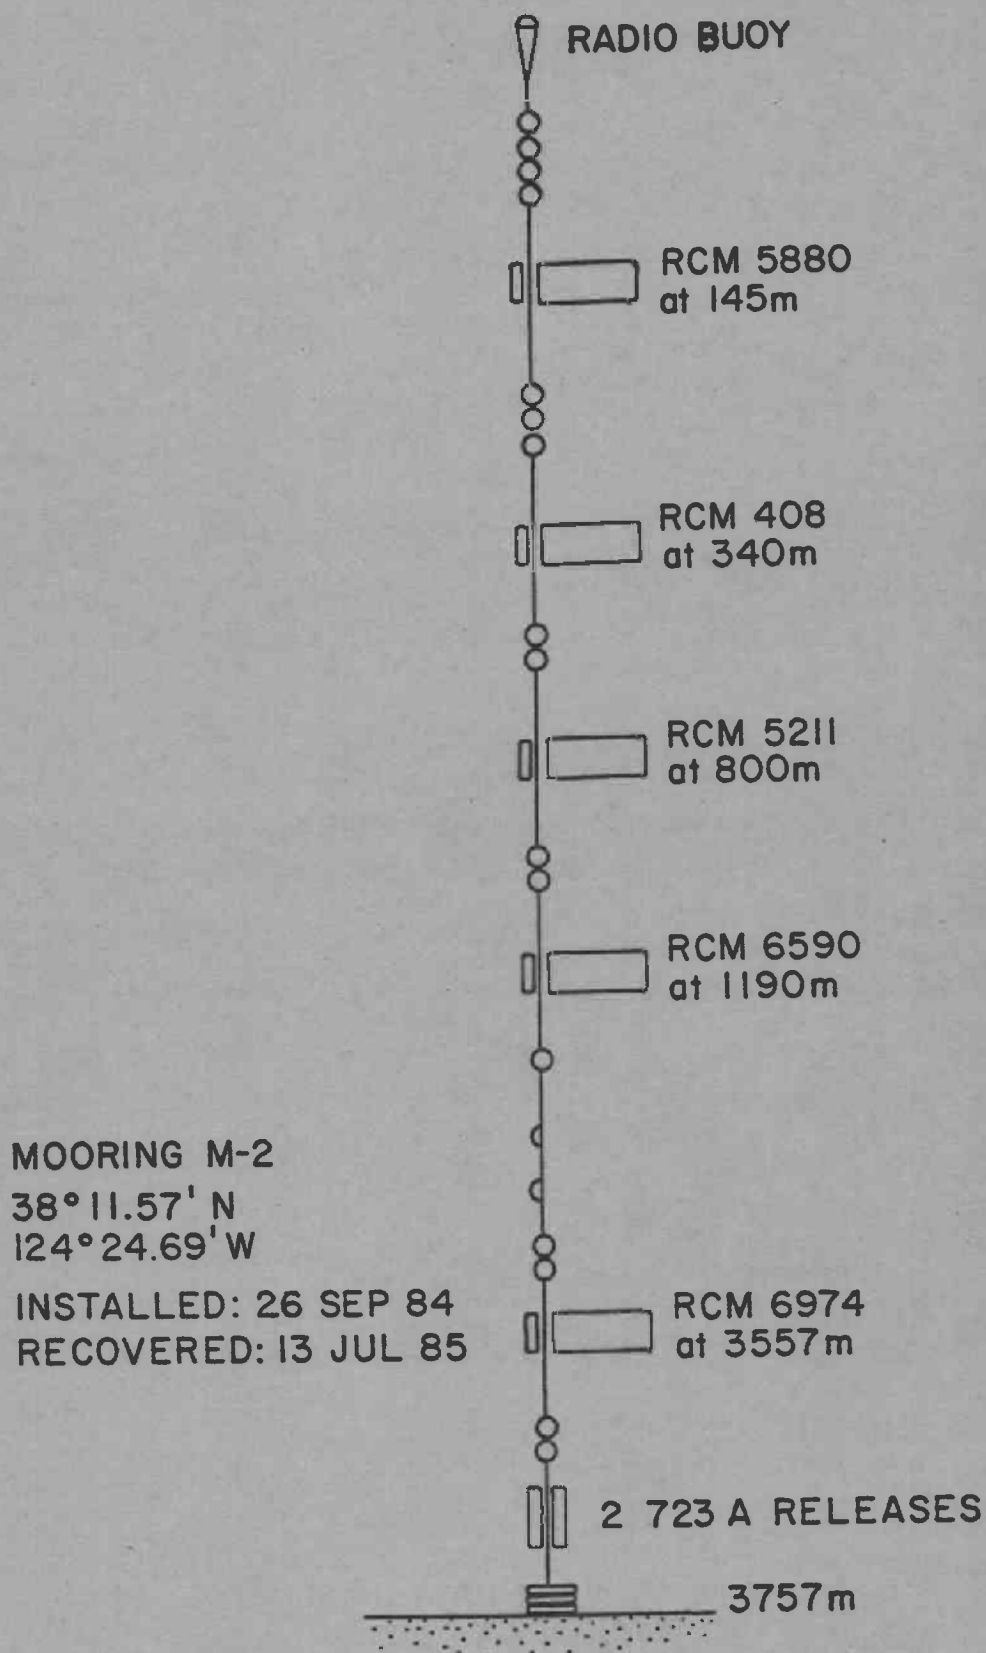 RADIO BUOY
RCM 5880
at 145m
RCM 408
at 340m
RCM 5211
at 800m
RCM 6590
at 1190m
MOORING M-2
38° 11.57' N
124° 24.69' W
INSTALLED: 26 SEP 84
RECOVERED: 13 JUL 85
RCM 6974
at 3557m
2 723 A RELEASES
3757m